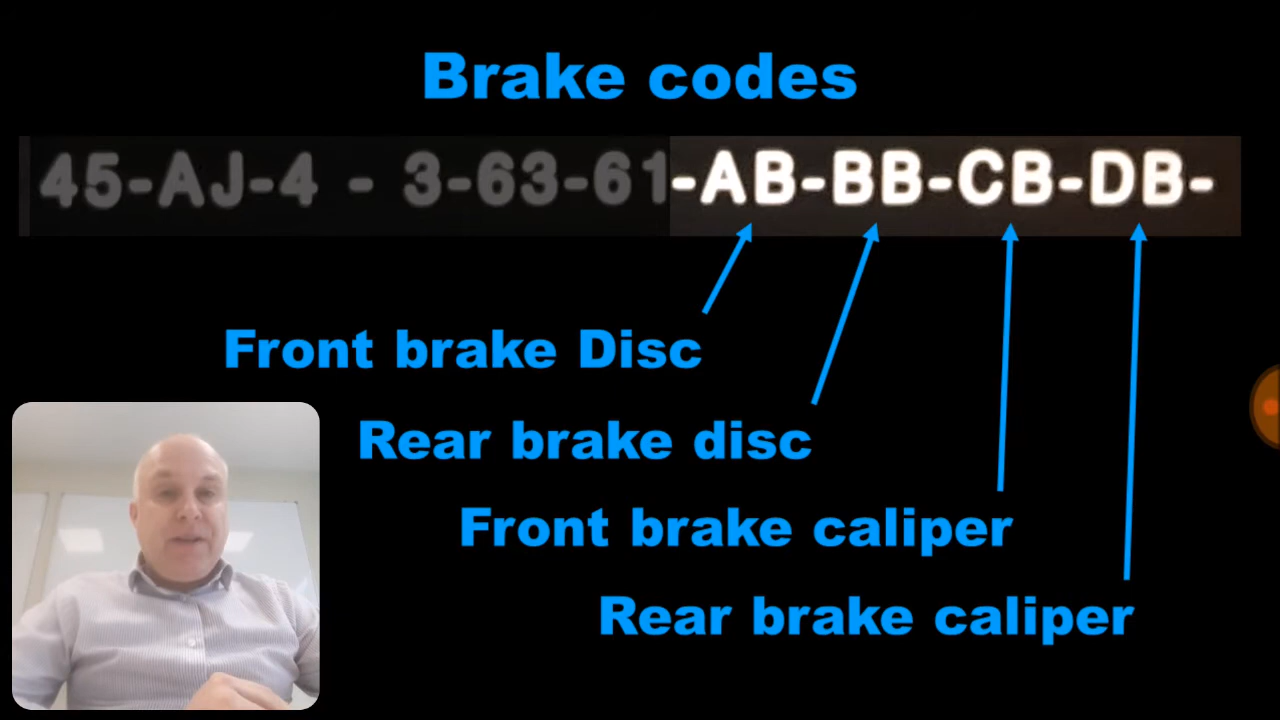 Brake codes
45-AJ-4 - 3-63-61-AB-BB-CB-DB-
Front brake Disc
Rear brake disc
Front brake caliper
Rear brake caliper